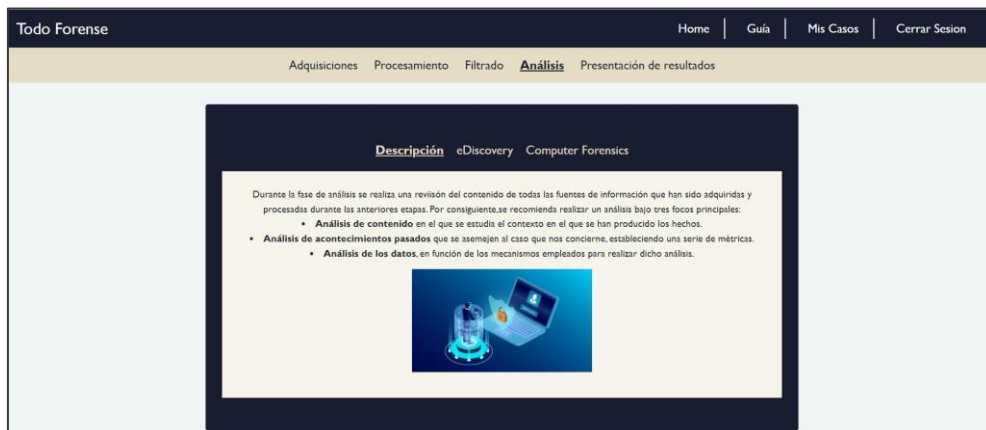 Todo Forense
Home
Guía
Mis Casos
Cerrar Sesion
Adquisiciones Procesamiento Filtrado Análisis Presentación de resultados
Descripción eDiscovery Computer Forensics
Durante la fase de análisis se realiza una reviisón del contenido de todas las fuentes de información que han sido adquiridas y
procesadas durante las anteriores etapas. Por consiguiente,se recomienda realizar un análisis bajo tres focos principales:
• Análisis de contenido en el que se estudia el contexto en el que se han producido los hechos.
• Análisis de acontecimientos pasados que se asemejen al caso que nos concierne, estableciendo una serie de métricas.
• Análisis de los datos, en función de los mecanismos empleados para realizar dicho análisis.